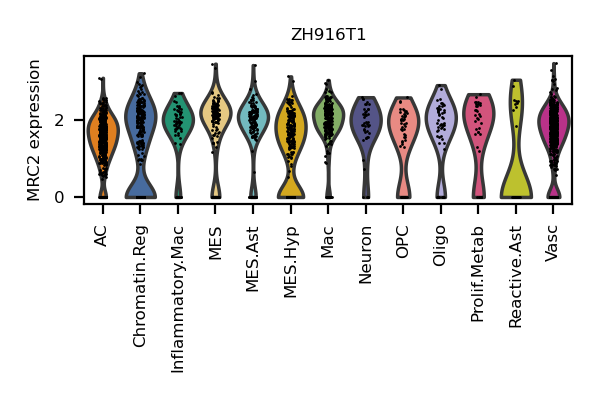 ZH916T1
MRC2 expression
2
0
AC
Chromatin.Reg
Inflammatory.Mac
MES
MES.Ast
MES.Hyp
Mac
Neuron
OPC
Oligo
Prolif.Metab
Reactive.Ast
Vasc